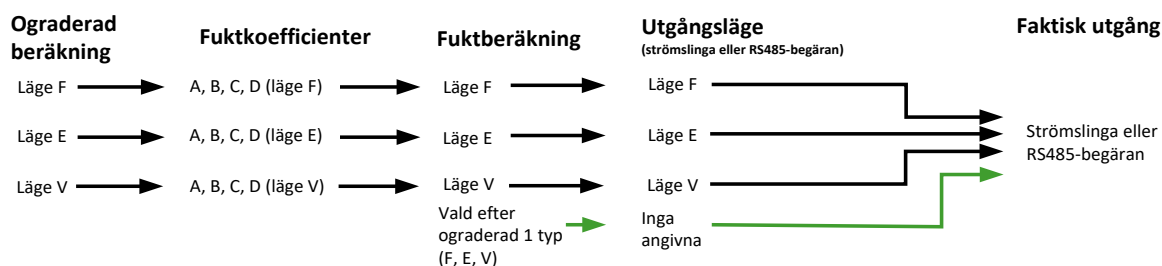 Ograderad
beräkning
Fuktkoefficienter
Fuktberäkning
Utgångsläge
(strömslinga eller RS485-begäran)
Faktisk utgång
Läge F
A, B, C, D (läge F)
Läge F
Läge F
Läge E
A, B, C, D (läge E)
Läge E
Läge E
Strömslinga eller
RS485-begäran
Läge V
A, B, C, D (läge V)
Läge V
Läge V
Vald efter
ograderad 1 typ
(F, E, V)
Inga
angivna